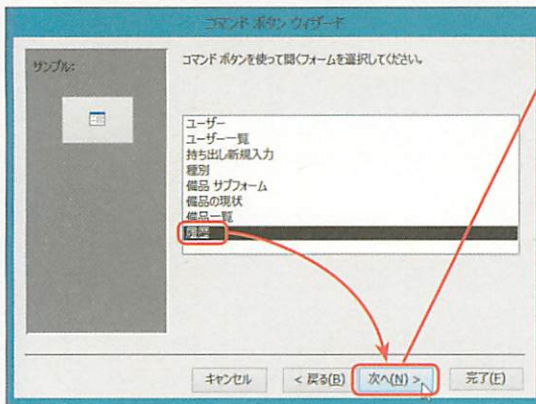 コマンド ボタン ウィザード
サンプル:
コマンド ボタンを使って開くフォームを選択してください。
ユーザー
ユーザー一覧
持ち出し新規入力
種別
備品 サブフォーム
備品の現状
備品一覧
履歴
キャンセル
< 戻る(B)
次へ(N) >
完了(F)